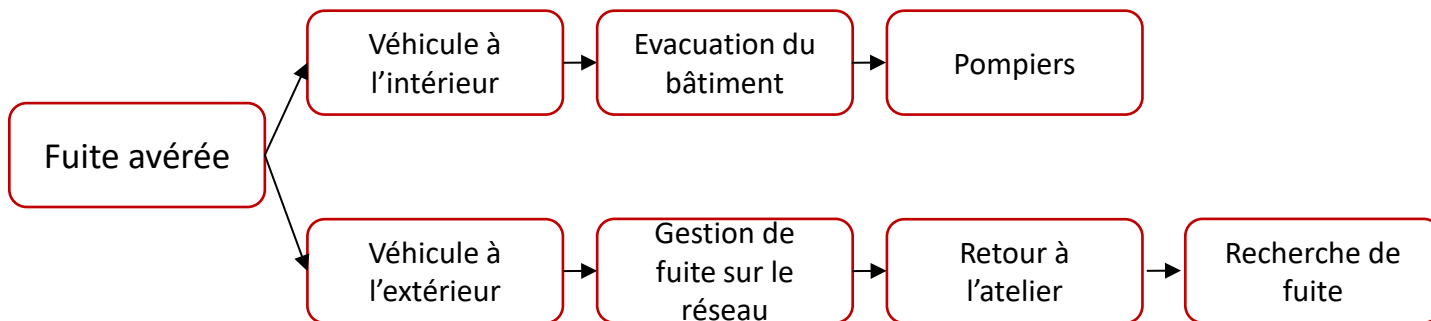 Fuite avérée
Véhicule à
l’intérieur
Evacuation du
bâtiment
Pompiers
Véhicule à
l’extérieur
Gestion de
fuite sur le
réseau
Retour à
l’atelier
Recherche de
fuite